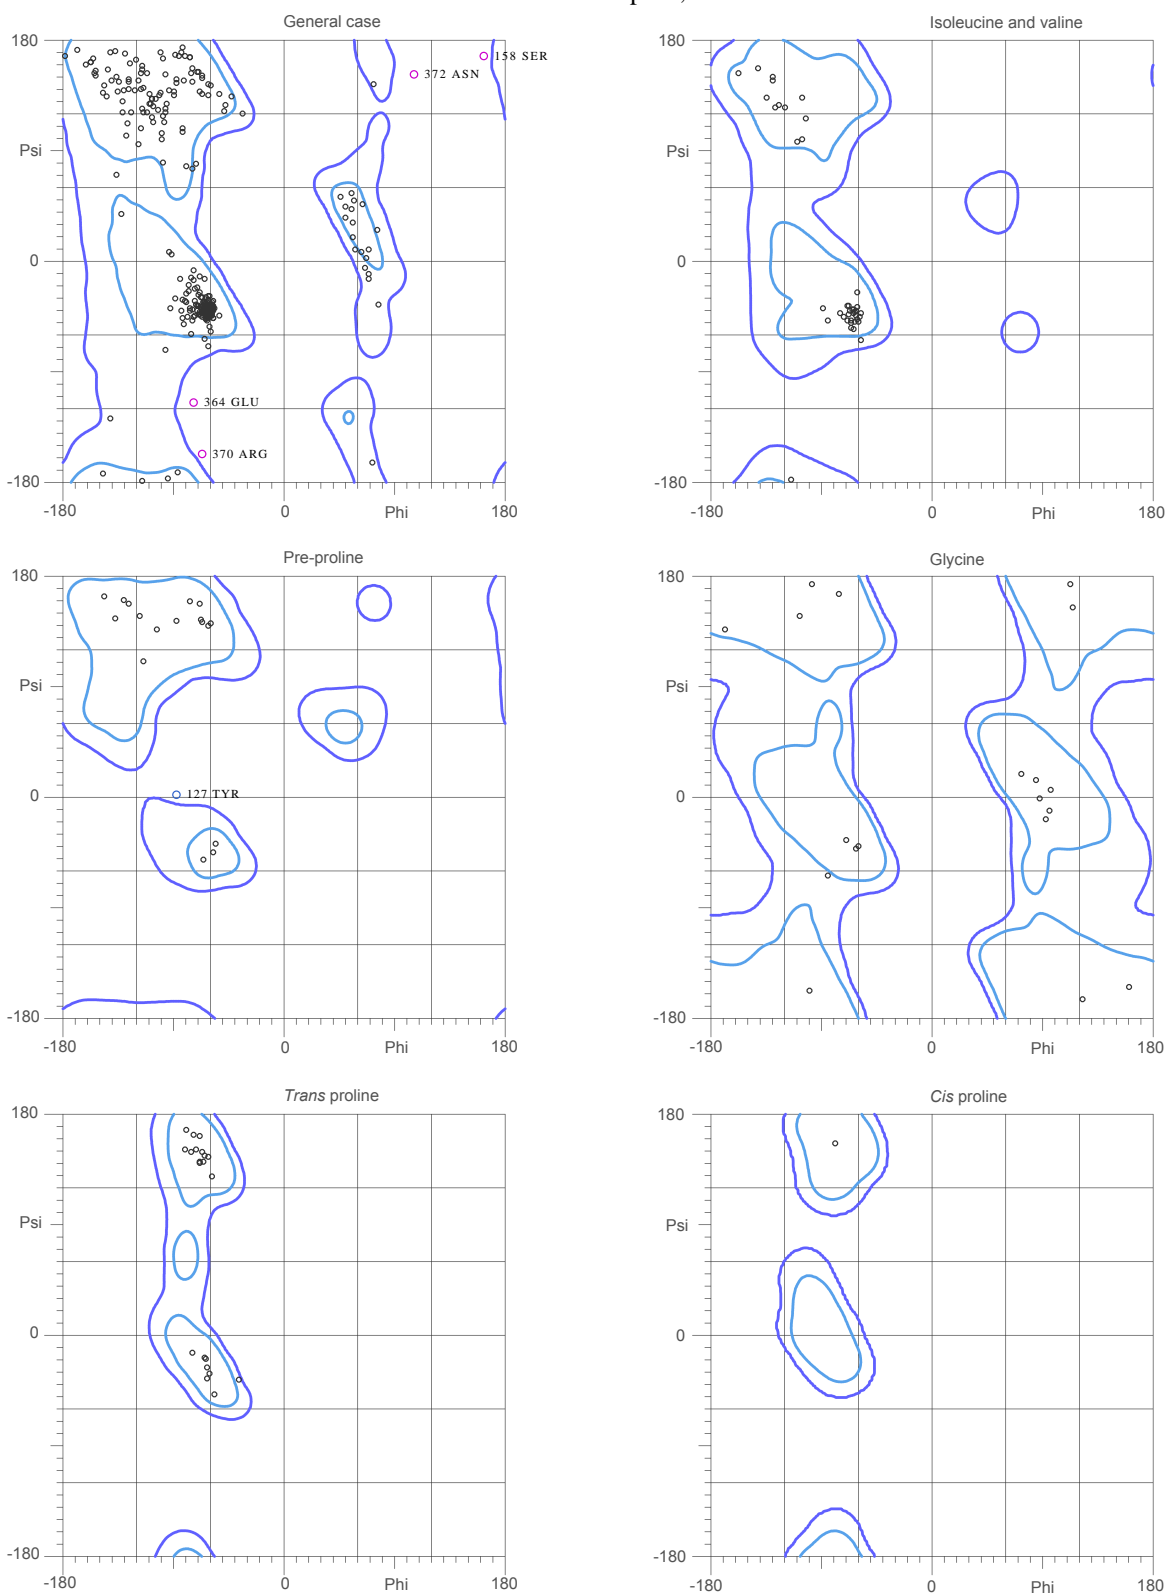 General case
Isoleucine and valine
180
158 SER
372 ASN
180
Psi
Psi
0
0
364 GLU
370 ARG
-180
-180
-180
0
Phi
180
-180
0
Phi
180
Pre-proline
Glycine
180
180
Psi
Psi
0
127 TYR
0
-180
-180
-180
0
Phi
180
-180
0
Phi
180
Trans proline
Cis proline
180
180
Psi
Psi
0
0
-180
-180
-180
0
Phi
180
-180
0
Phi
180